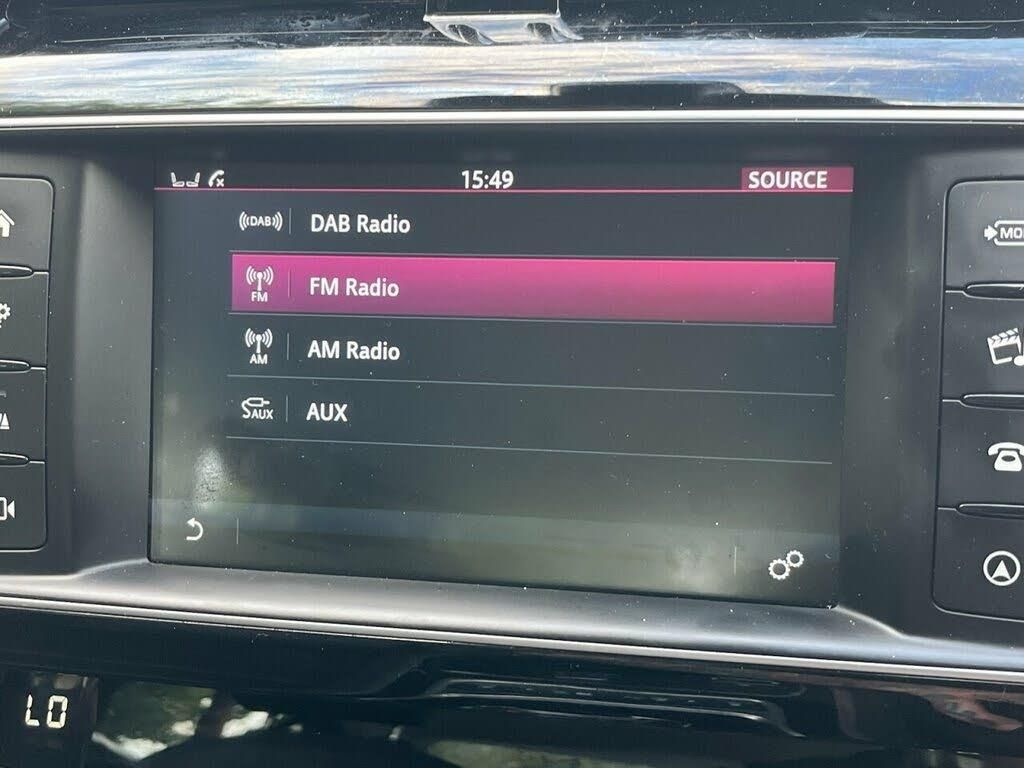 15:49
SOURCE
DAB
DAB Radio
FM
FM Radio
AM
AM Radio
AUX
AUX
LO